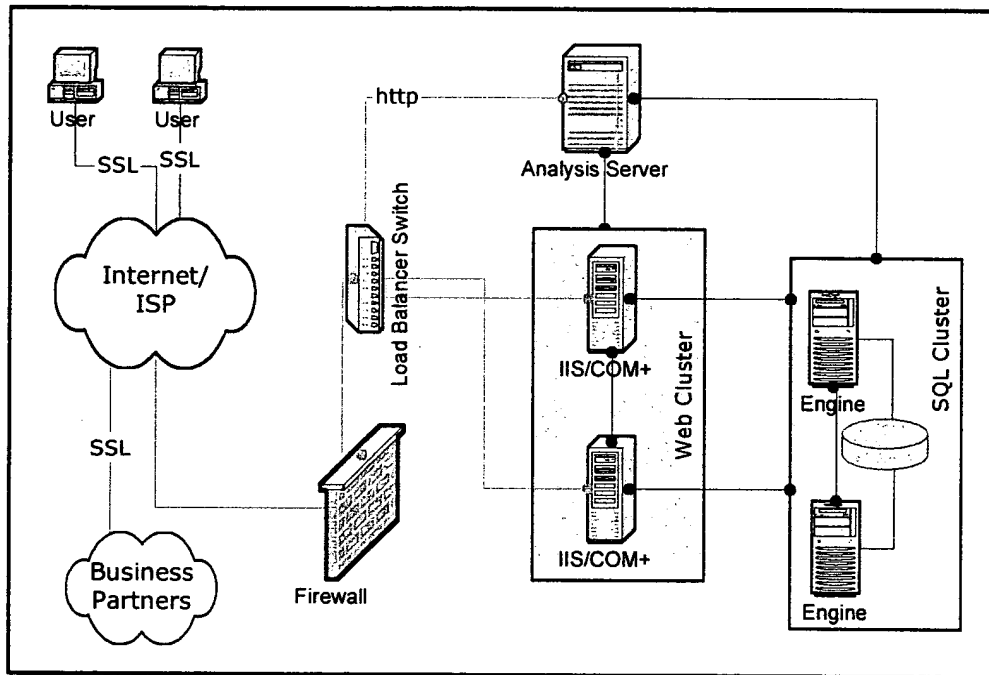 User
User
SSL
SSL
Internet/
ISP
SSL
Business
Partners
Firewall
Load Balancer Switch
http
Analysis Server
IIS/COM+
IIS/COM+
Web Cluster
Engine
Engine
SQL Cluster